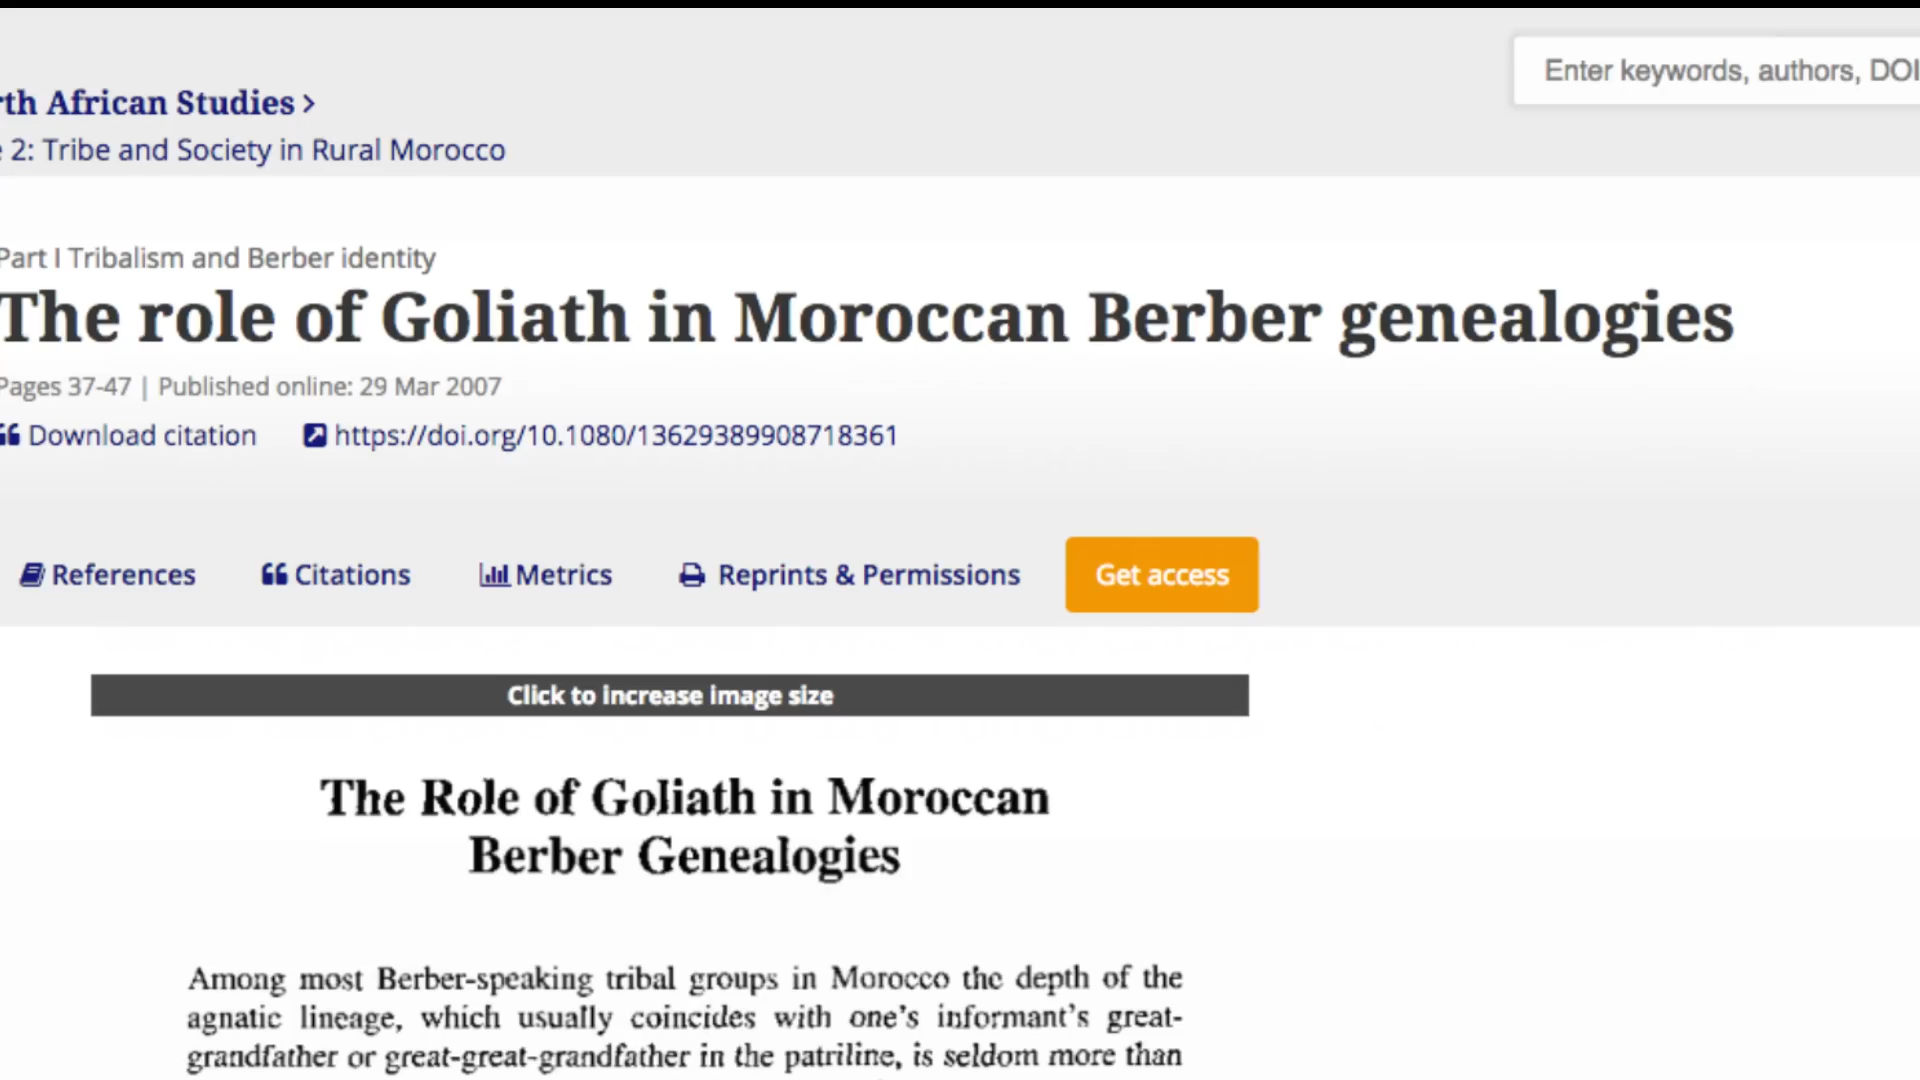 Enter keywords, authors, DOI
African Studies >
2: Tribe and Society in Rural Morocco
Part I Tribalism and Berber identity
The role of Goliath in Moroccan Berber genealogies
Pages 37-47 | Published online: 29 Mar 2007
Download citation https://doi.org/10.1080/13629389908718361
References Citations Metrics Reprints & Permissions Get access
Click to increase image size
The Role of Goliath in Moroccan
Berber Genealogies
Among most Berber-speaking tribal groups in Morocco the depth of the
agnatic lineage, which usually coincides with one's informant's great-
grandfather or great-great-grandfather in the patriline, is seldom more than